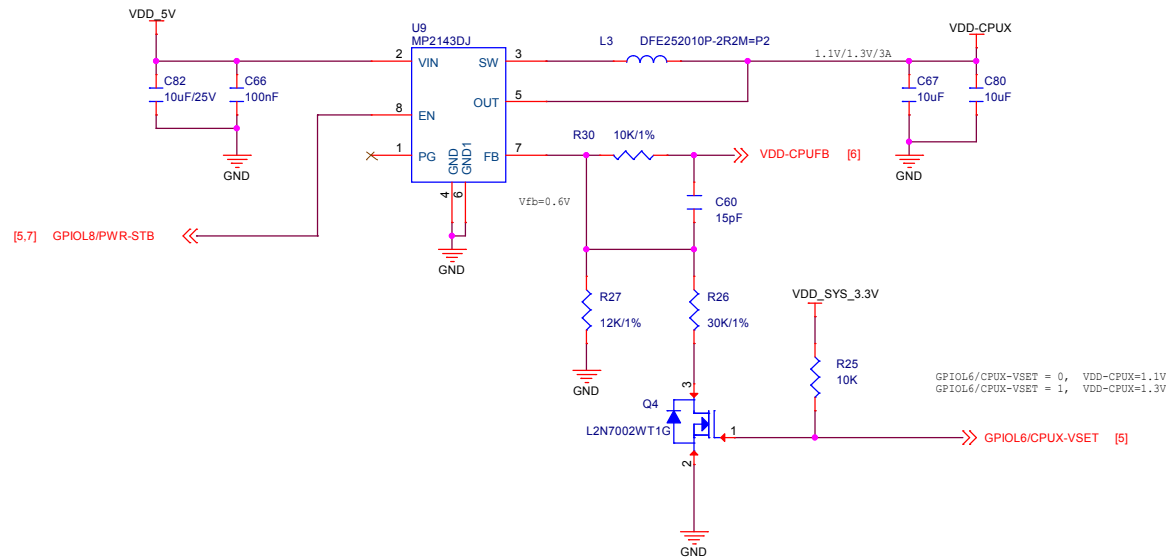 VDD_5V
U9
MP2143DJ
L3 DFE252010P-2R2M=P2
VDD-CPUX
1.1V/1.3V/3A
2 VIN SW 3
C82
10uF/25V
C66
100nF
C67
10uF
C80
10uF
OUT 5
8 EN
R30 10K/1%
1 PG GND GND1 FB 7
VDD-CPUFB [6]
GND
GND
4 6
Vfb=0.6V
C60
15pF
[5,7] GPIOL8/PWR-STB
GND
R27
12K/1%
R26
30K/1%
VDD_SYS_3.3V
R25
10K
GPIOL6/CPUX-VSET = 0, VDD-CPUX=1.1V
GPIOL6/CPUX-VSET = 1, VDD-CPUX=1.3V
GND
3
Q4
L2N7002WT1G
1
GPIOL6/CPUX-VSET [5]
2
GND